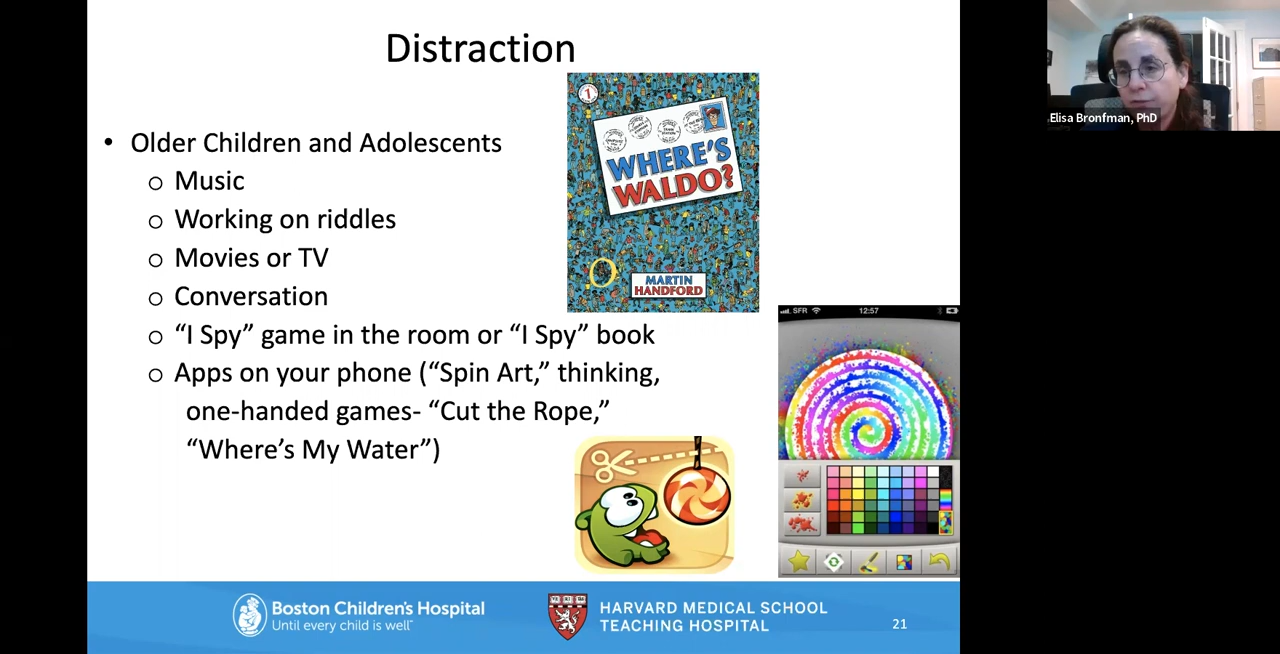 Distraction
• Older Children and Adolescents
o Music
o Working on riddles
o Movies or TV
o Conversation
o “I Spy” game in the room or “I Spy” book
o Apps on your phone (“Spin Art,” thinking,
one-handed games- “Cut the Rope,”
“Where’s My Water”)
WHERE'S
WALDO?
MARTIN
HANDFORD
SFR 12:57
Boston Children's Hospital
Until every child is well™
HARVARD MEDICAL SCHOOL
TEACHING HOSPITAL
21
Elisa Bronfman, PhD